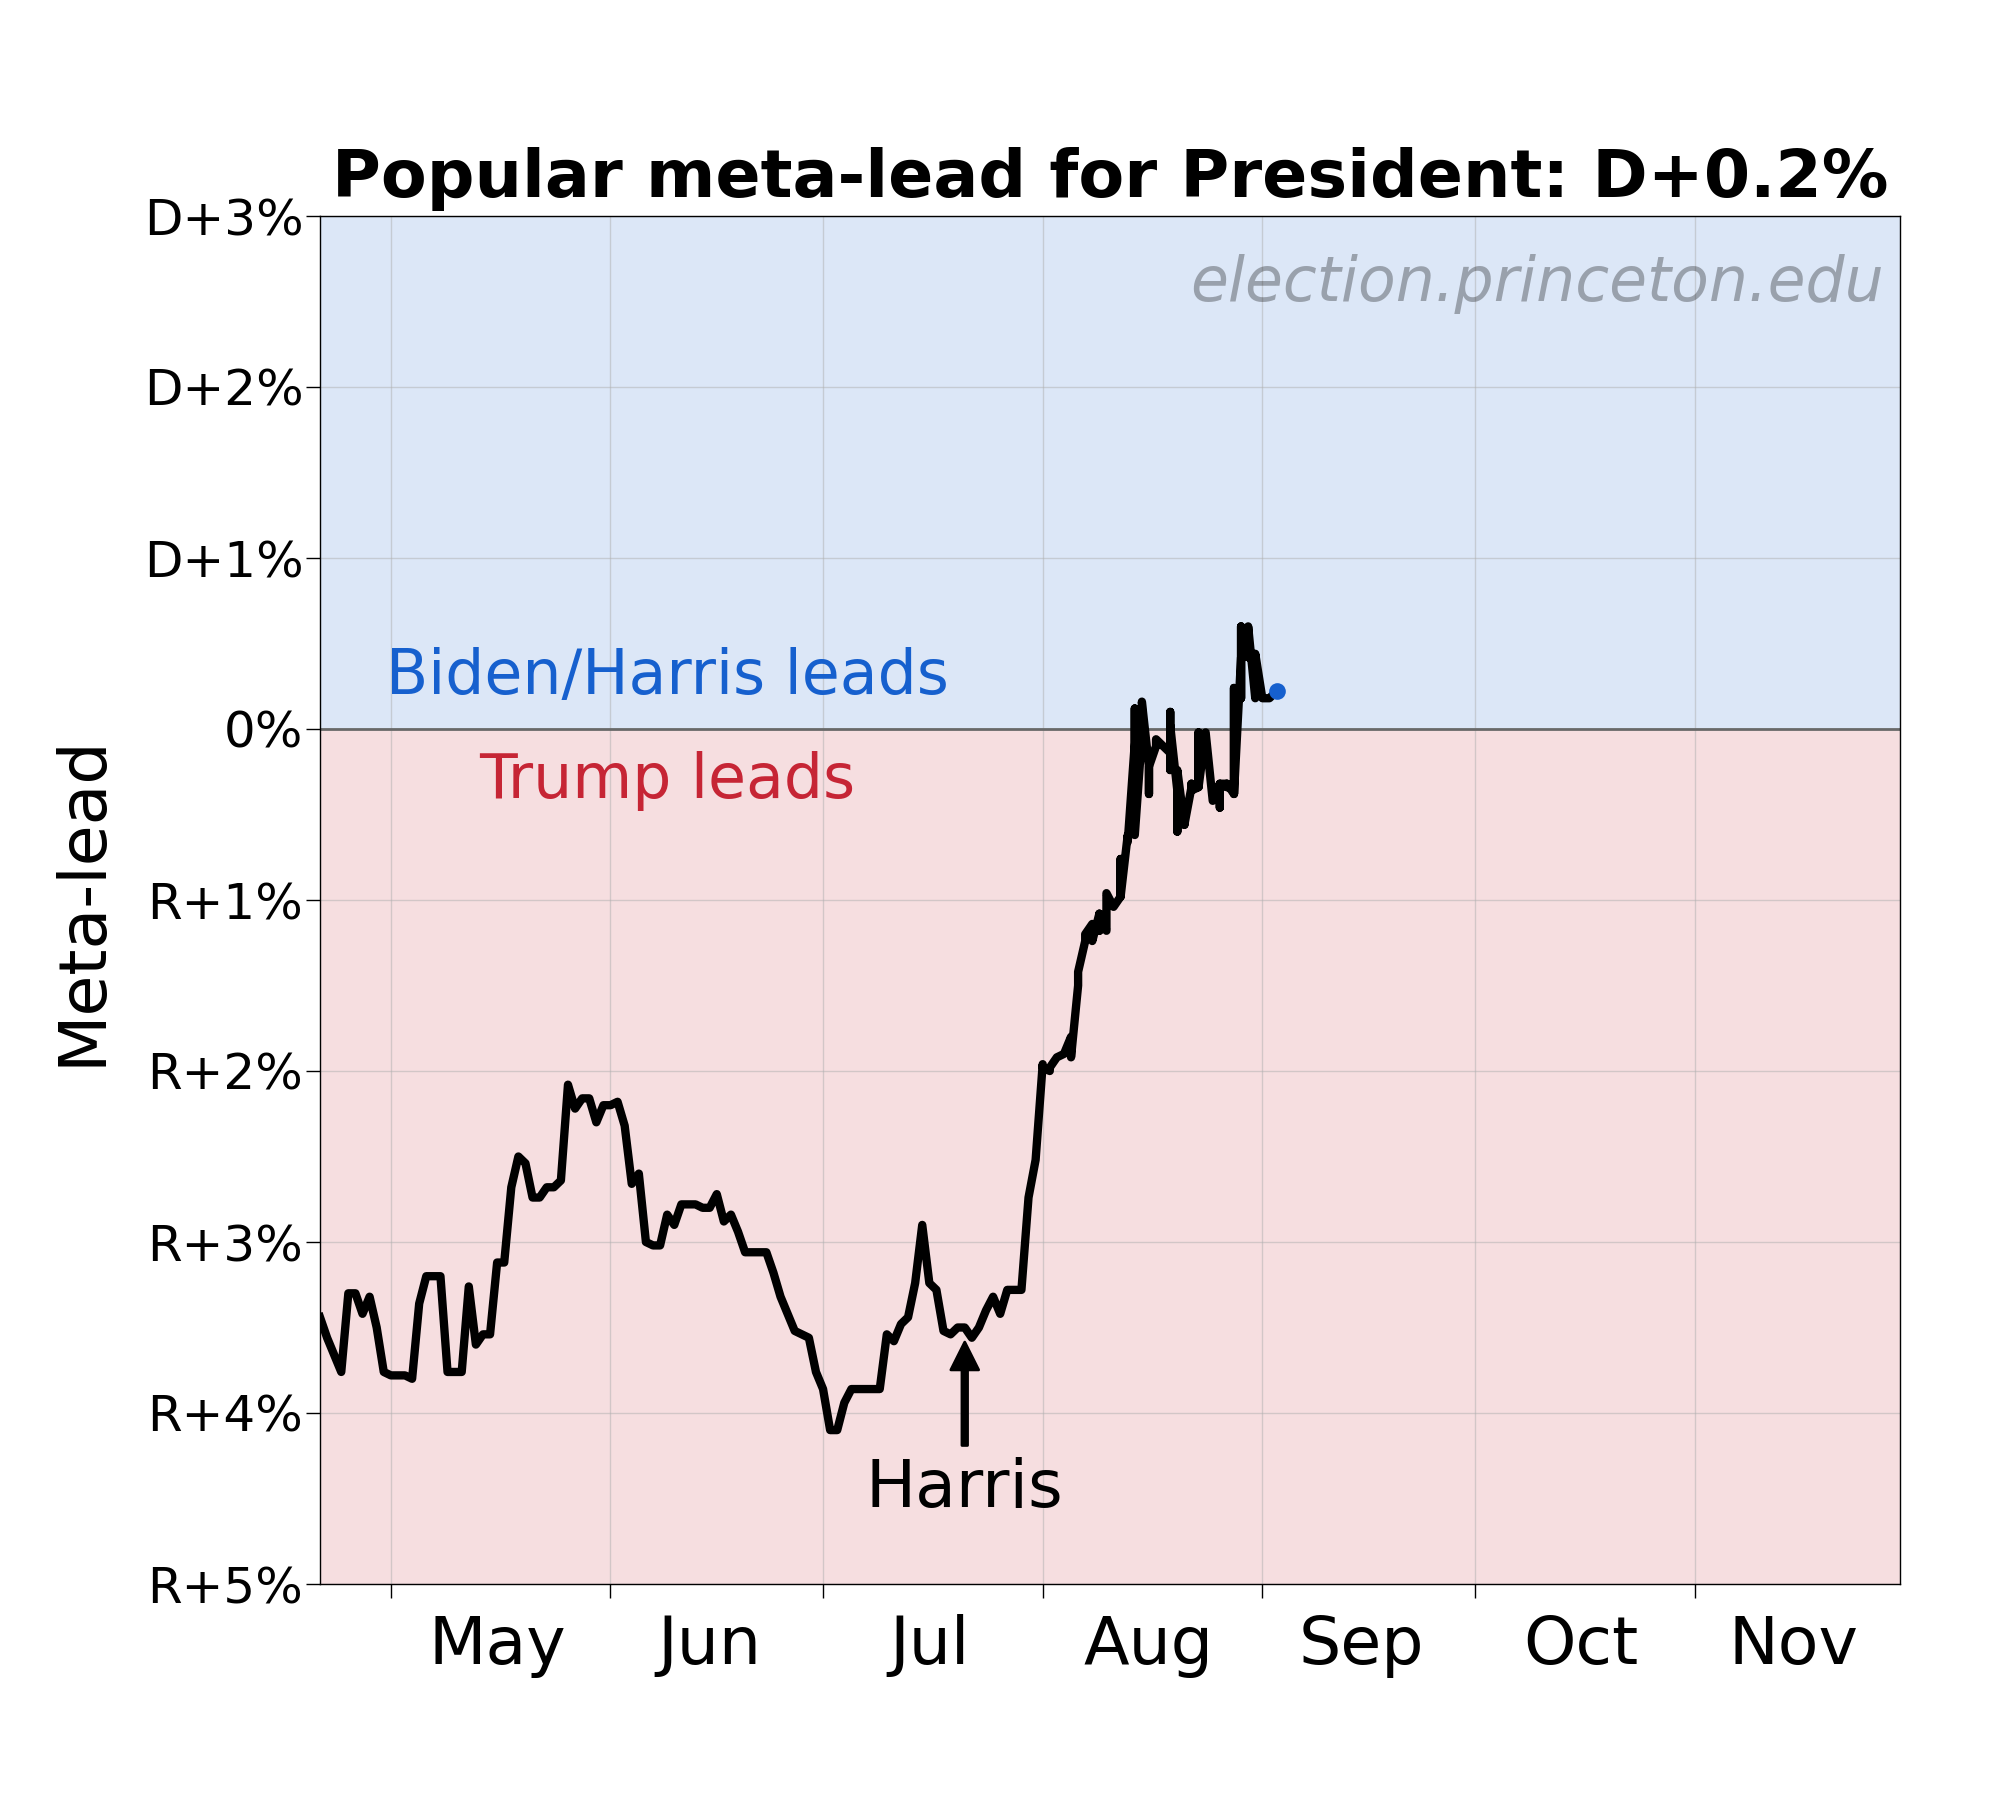 Popular meta-lead for President: D+0.2%
election.princeton.edu
D+3%
D+2%
D+1%
0%
R+1%
R+2%
R+3%
R+4%
R+5%
Meta-lead
Biden/Harris leads
Trump leads
Harris
May Jun Jul Aug Sep Oct Nov